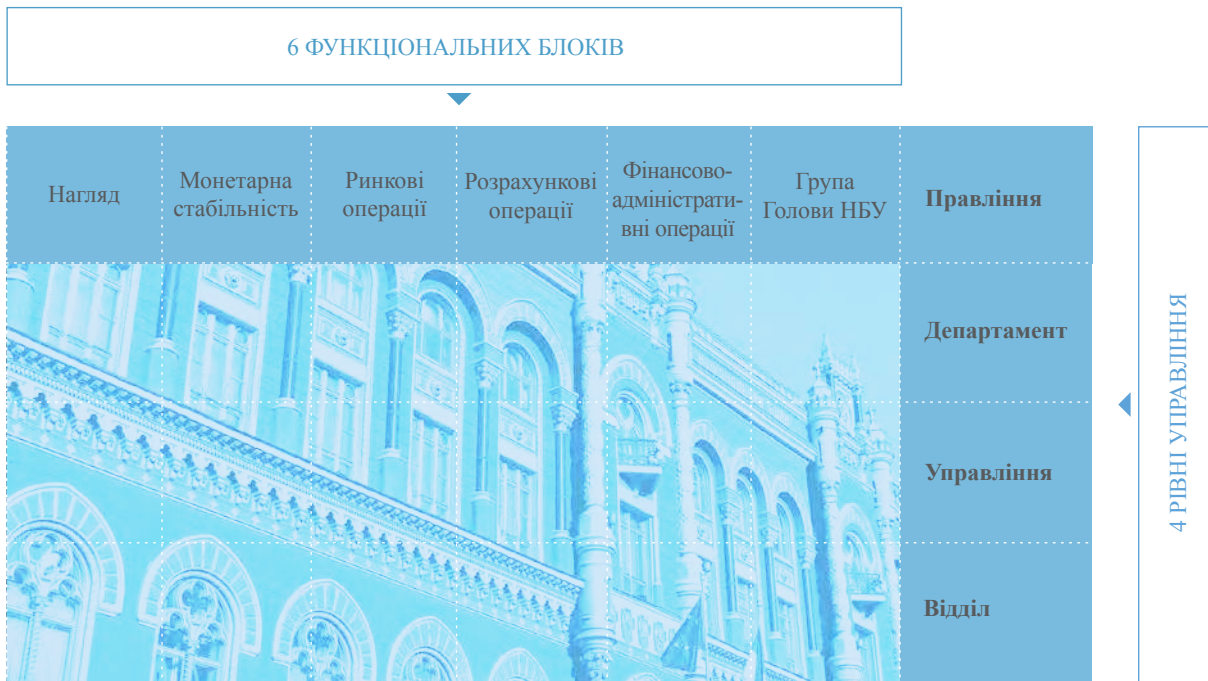 6 ФУНКЦІОНАЛЬНИХ БЛОКІВ
Нагляд
Монетарна
стабільність
Ринкові
операції
Розрахункові
операції
Фінансово-
адміністрати-
вні операції
Група
Голови НБУ
Правління
Департамент
Управління
Відділ
4 РІВНІ УПРАВЛІННЯ